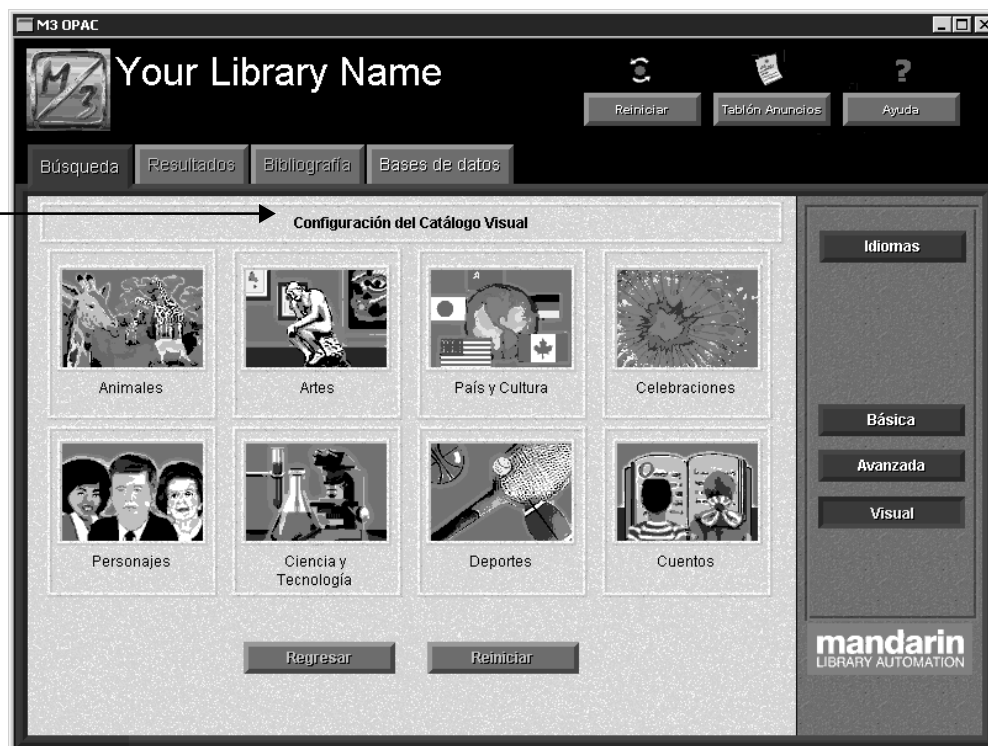 M3 OPAC
M/3
Your Library Name
Reiniciar
Tablón Anuncios
Ayuda
Búsqueda
Resultados
Bibliografía
Bases de datos
Configuración del Catálogo Visual
Idiomas
Animales
Artes
País y Cultura
Celebraciones
Básica
Avanzada
Visual
Personajes
Ciencia y
Tecnología
Deportes
Cuentos
Regresar
Reiniciar
mandarin
LIBRARY AUTOMATION